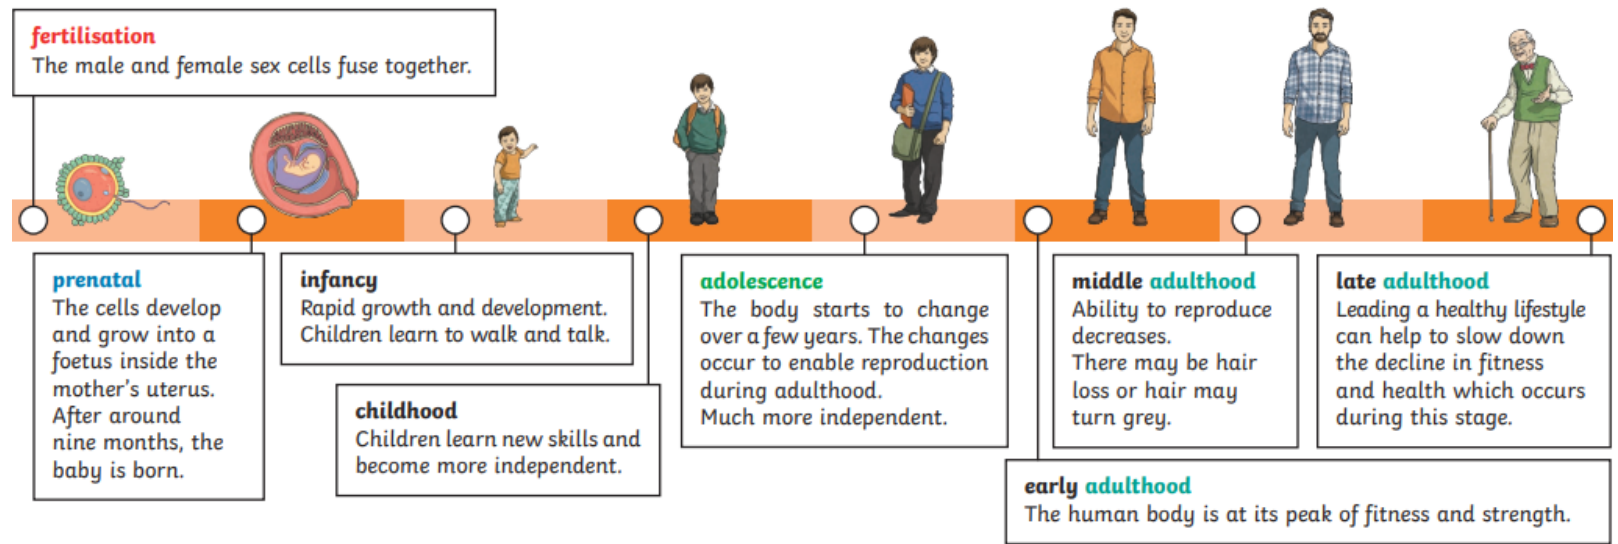 fertilisation
The male and female sex cells fuse together.
prenatal
The cells develop
and grow into a
foetus inside the
mother's uterus.
After around
nine months, the
baby is born.
infancy
Rapid growth and development.
Children learn to walk and talk.
childhood
Children learn new skills and
become more independent.
adolescence
The body starts to change
over a few years. The changes
occur to enable reproduction
during adulthood.
Much more independent.
early adulthood
The human body is at its peak of fitness and strength.
middle adulthood
Ability to reproduce
decreases.
There may be hair
loss or hair may
turn grey.
late adulthood
Leading a healthy lifestyle
can help to slow down
the decline in fitness
and health which occurs
during this stage.